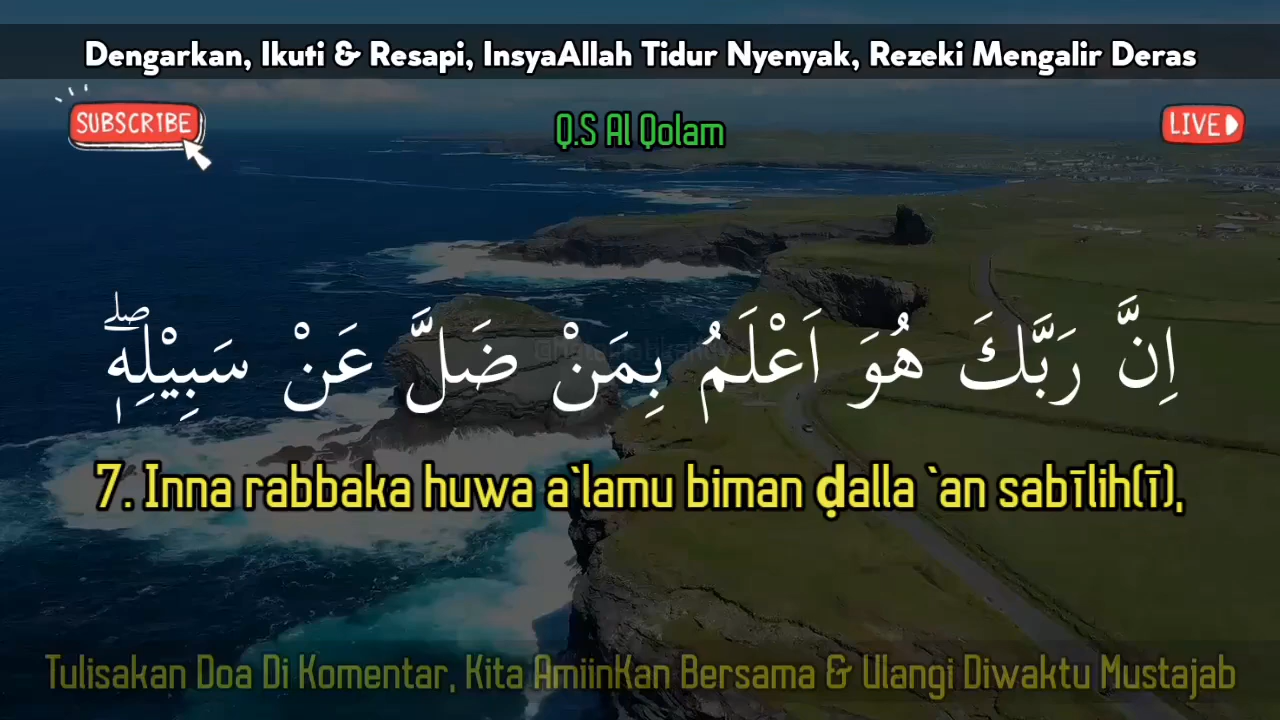 Dengarkan, Ikuti & Resapi, InsyaAllah Tidur Nyenyak, Rezeki Mengalir Deras
SUBSCRIBE
Q.S Al Qolam
LIVE
اِنَّ رَبَّكَ هُوَ اَعْلَمُ بِمَنْ ضَلَّ عَنْ سَبِيْلِهٖۖ
7. Inna rabbaka huwa a`lamu biman ḍalla `an sabīlih(ī),
Tulisakan Doa Di Komentar, Kita AmiinKan Bersama & Ulangi Diwaktu Mustajab